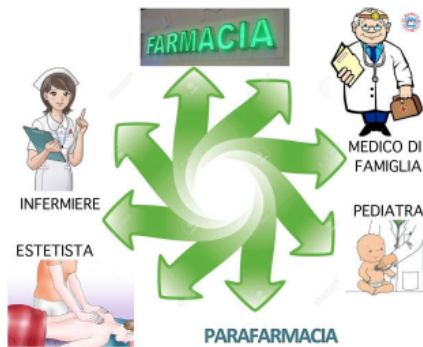 FARMACIA
MEDICO DI
FAMIGLIA
INFERMIERE
PEDIATRA
ESTETISTA
PARAFARMACIA